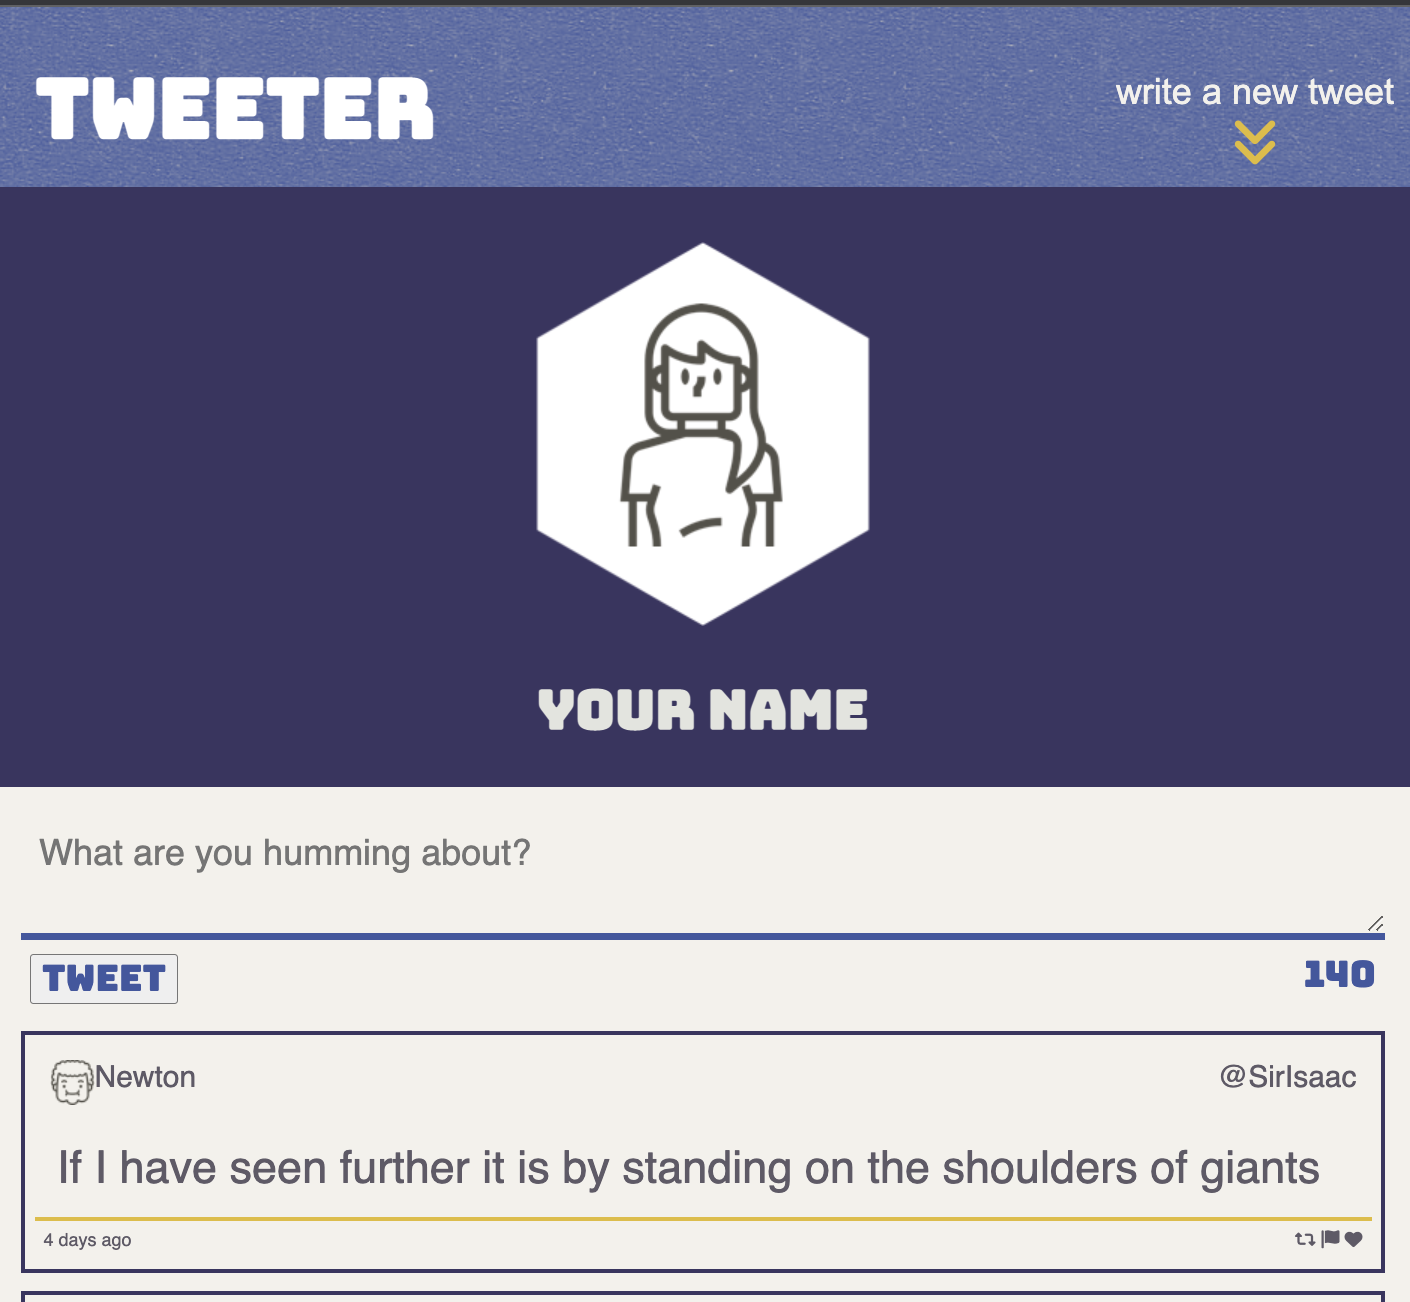 TWEETER
write a new tweet
YOUR NAME
What are you humming about?
TWEET
140
Newton
@SirIsaac
If I have seen further it is by standing on the shoulders of giants
4 days ago